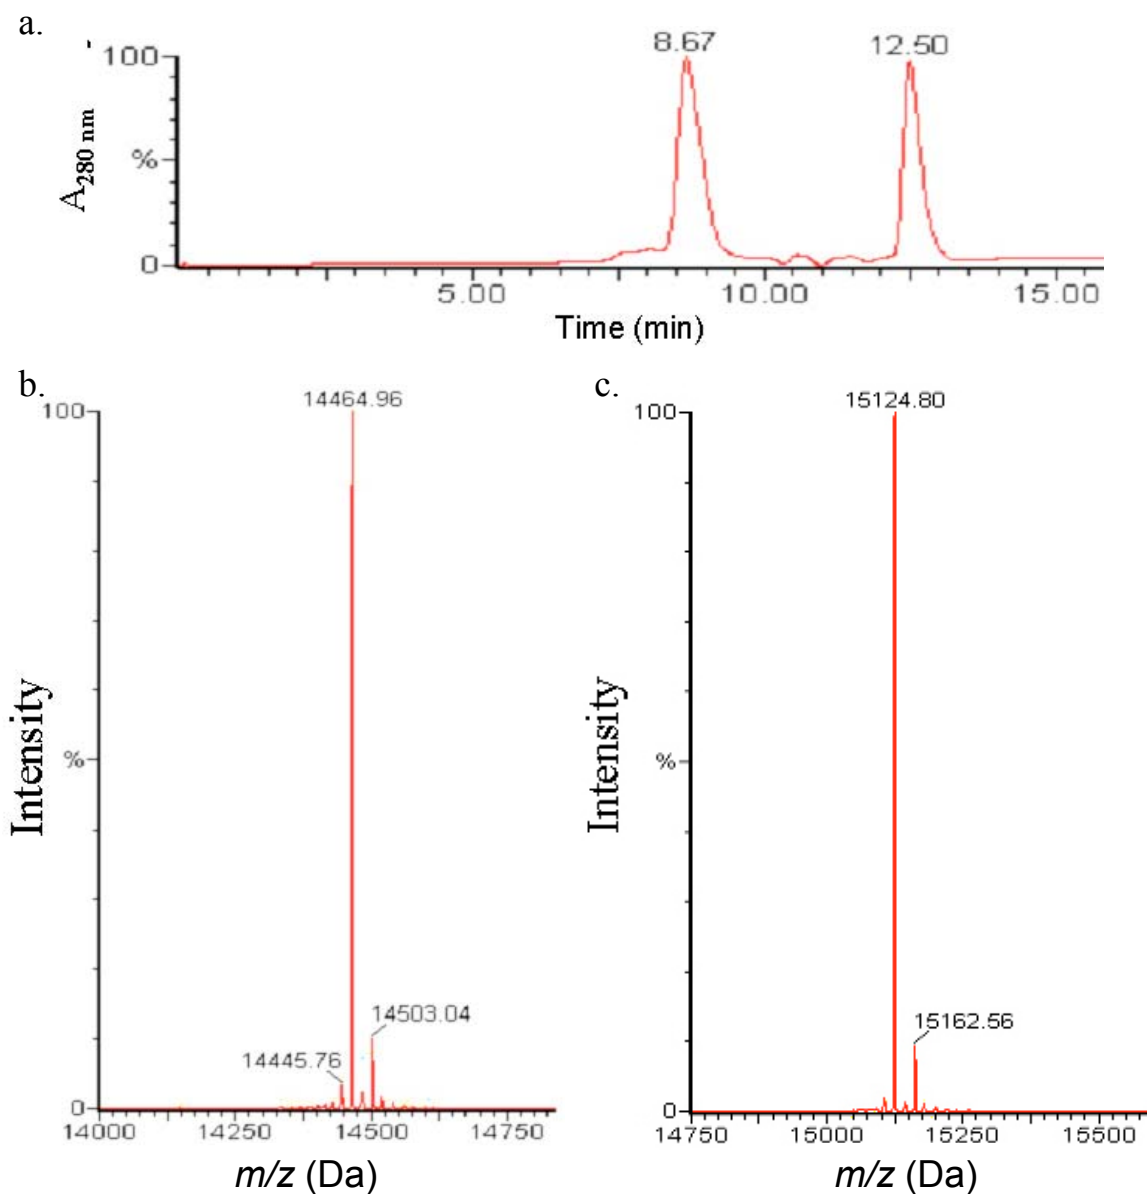 a.
8.67 12.50
100
A280 nm
%
0
5.00 10.00 15.00
Time (min)
b.
14464.96
100
Intensity
%
14503.04
14445.76
0
14000 14250 14500 14750
m/z (Da)
c.
15124.80
100
Intensity
%
15162.56
0
14750 15000 15250 15500
m/z (Da)